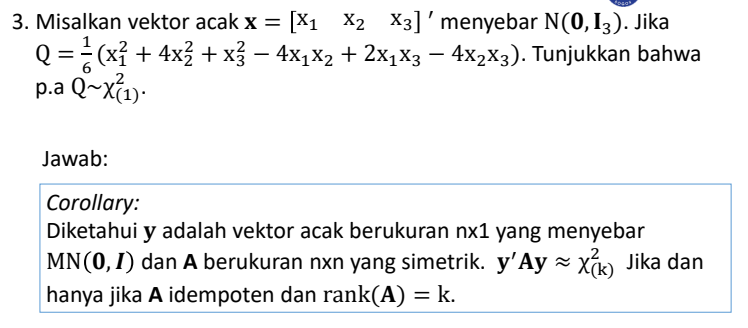 3. Misalkan vektor acak 𝐱 = [x₁ x₂ x₃] ′ menyebar N(𝟎, 𝐈₃). Jika
Q = 1/6 (x₁² + 4x₂² + x₃² − 4x₁x₂ + 2x₁x₃ − 4x₂x₃). Tunjukkan bahwa
p.a Q~χ²₍₁₎.
Jawab:
Corollary:
Diketahui 𝐲 adalah vektor acak berukuran nx1 yang menyebar
MN(𝟎, 𝑰) dan 𝐀 berukuran nxn yang simetrik. 𝐲′𝐀𝐲 ≈ χ²₍ₖ₎ Jika dan
hanya jika 𝐀 idempoten dan rank(𝐀) = k.